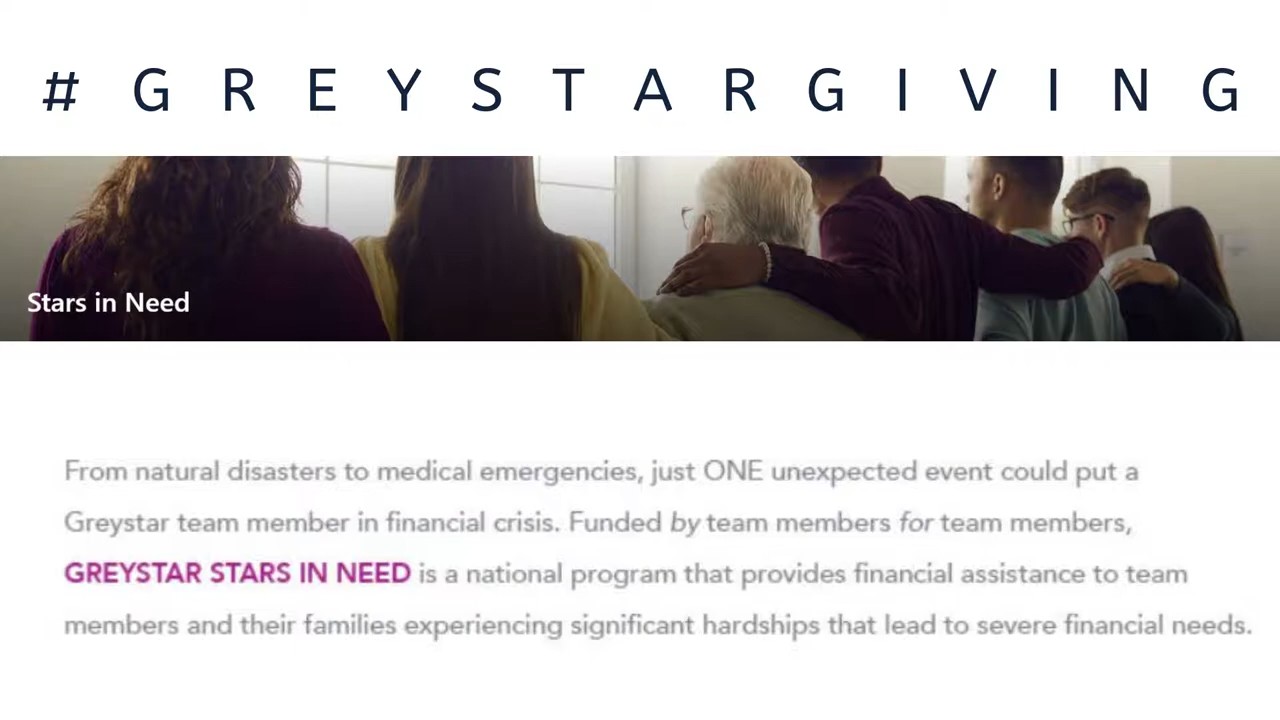 #GREYSTARGIVING
Stars in Need
From natural disasters to medical emergencies, just ONE unexpected event could put a
Greystar team member in financial crisis. Funded by team members for team members,
GREYSTAR STARS IN NEED is a national program that provides financial assistance to team
members and their families experiencing significant hardships that lead to severe financial needs.